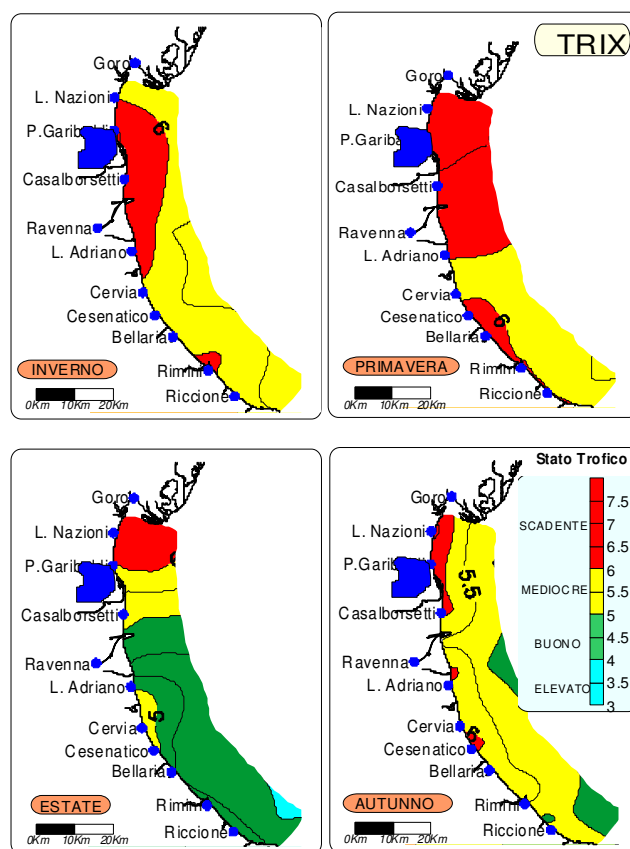 TRIX
Goro
L. Nazioni
P.Garibaldi
Casalborsetti
Ravenna
L. Adriano
Cervia
Cesenatico
Bellaria
Rimini
Riccione
6
INVERNO
0Km 10Km 20Km
Goro
L. Nazioni
P.Gariba
Casalborsetti
Ravenna
L. Adriano
Cervia
Cesenatico
Bellaria
Rimini
Riccione
6
PRIMAVERA
0Km 10Km 20Km
Goro
L. Nazioni
P.Garibaldi
Casalborsetti
Ravenna
L. Adriano
Cervia
Cesenatico
Bellaria
Rimini
Riccione
5
ESTATE
0Km 10Km 20Km
Goro
L. Nazioni
P.Garibaldi
Casalborsetti
Ravenna
L. Adriano
Cervia
Cesenatico
Bellaria
Rimini
Riccione
5.5
6
AUTUNNO
0Km 10Km 20Km
Stato Trofico
SCADENTE
MEDIOCRE
BUONO
ELEVATO
7.5
7
6.5
6
5.5
5
4.5
4
3.5
3